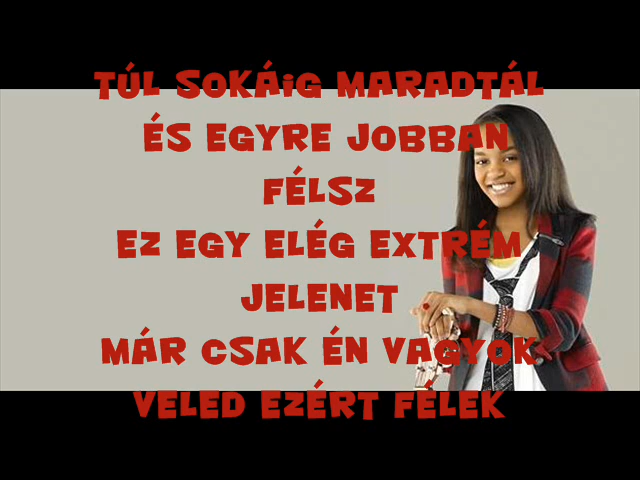 TÚL SOKÁIG MARADTÁL
ÉS EGYRE JOBBAN
FÉLSZ
EZ EGY ELÉG EXTRÉM
JELENET
MÁR CSAK ÉN VAGYOK
VELED EZÉRT FÉLEK